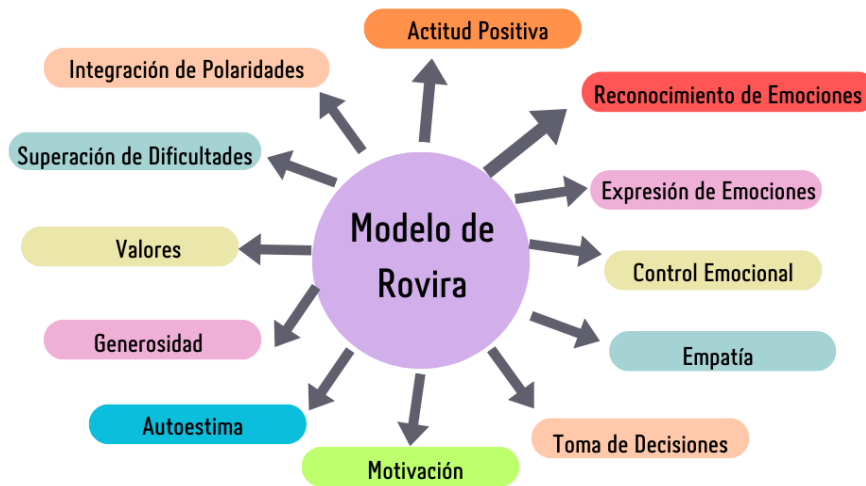 Actitud Positiva
Integración de Polaridades
Reconocimiento de Emociones
Superación de Dificultades
Expresión de Emociones
Modelo de
Rovira
Valores
Control Emocional
Generosidad
Empatía
Autoestima
Toma de Decisiones
Motivación